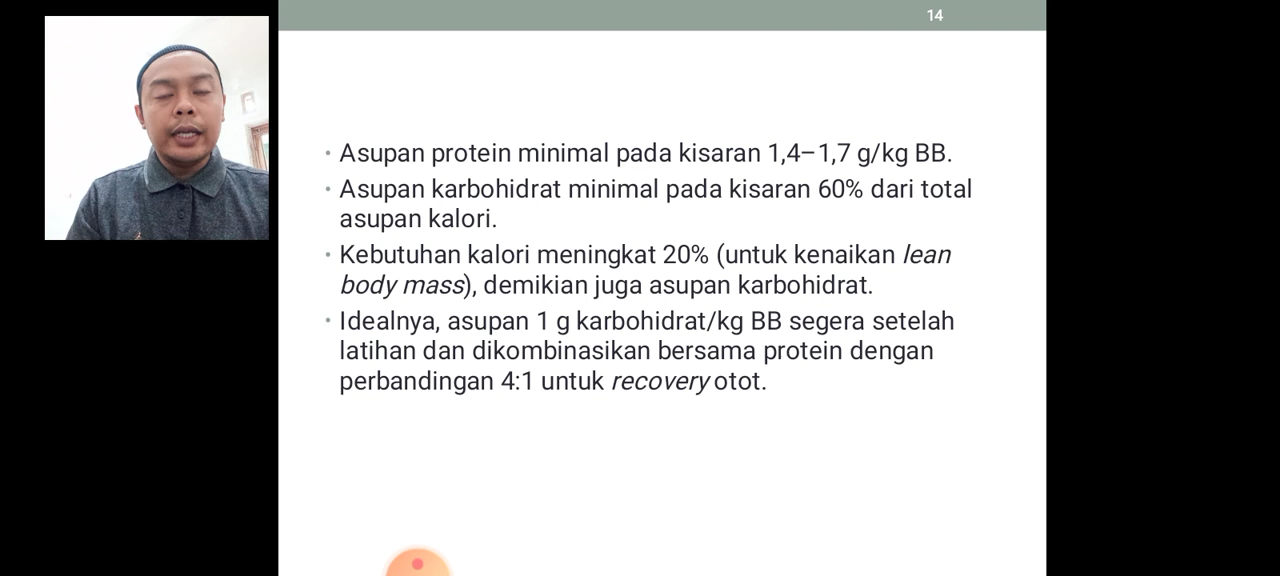 14
• Asupan protein minimal pada kisaran 1,4–1,7 g/kg BB.
• Asupan karbohidrat minimal pada kisaran 60% dari total
asupan kalori.
• Kebutuhan kalori meningkat 20% (untuk kenaikan lean
body mass), demikian juga asupan karbohidrat.
• Idealnya, asupan 1 g karbohidrat/kg BB segera setelah
latihan dan dikombinasikan bersama protein dengan
perbandingan 4:1 untuk recovery otot.